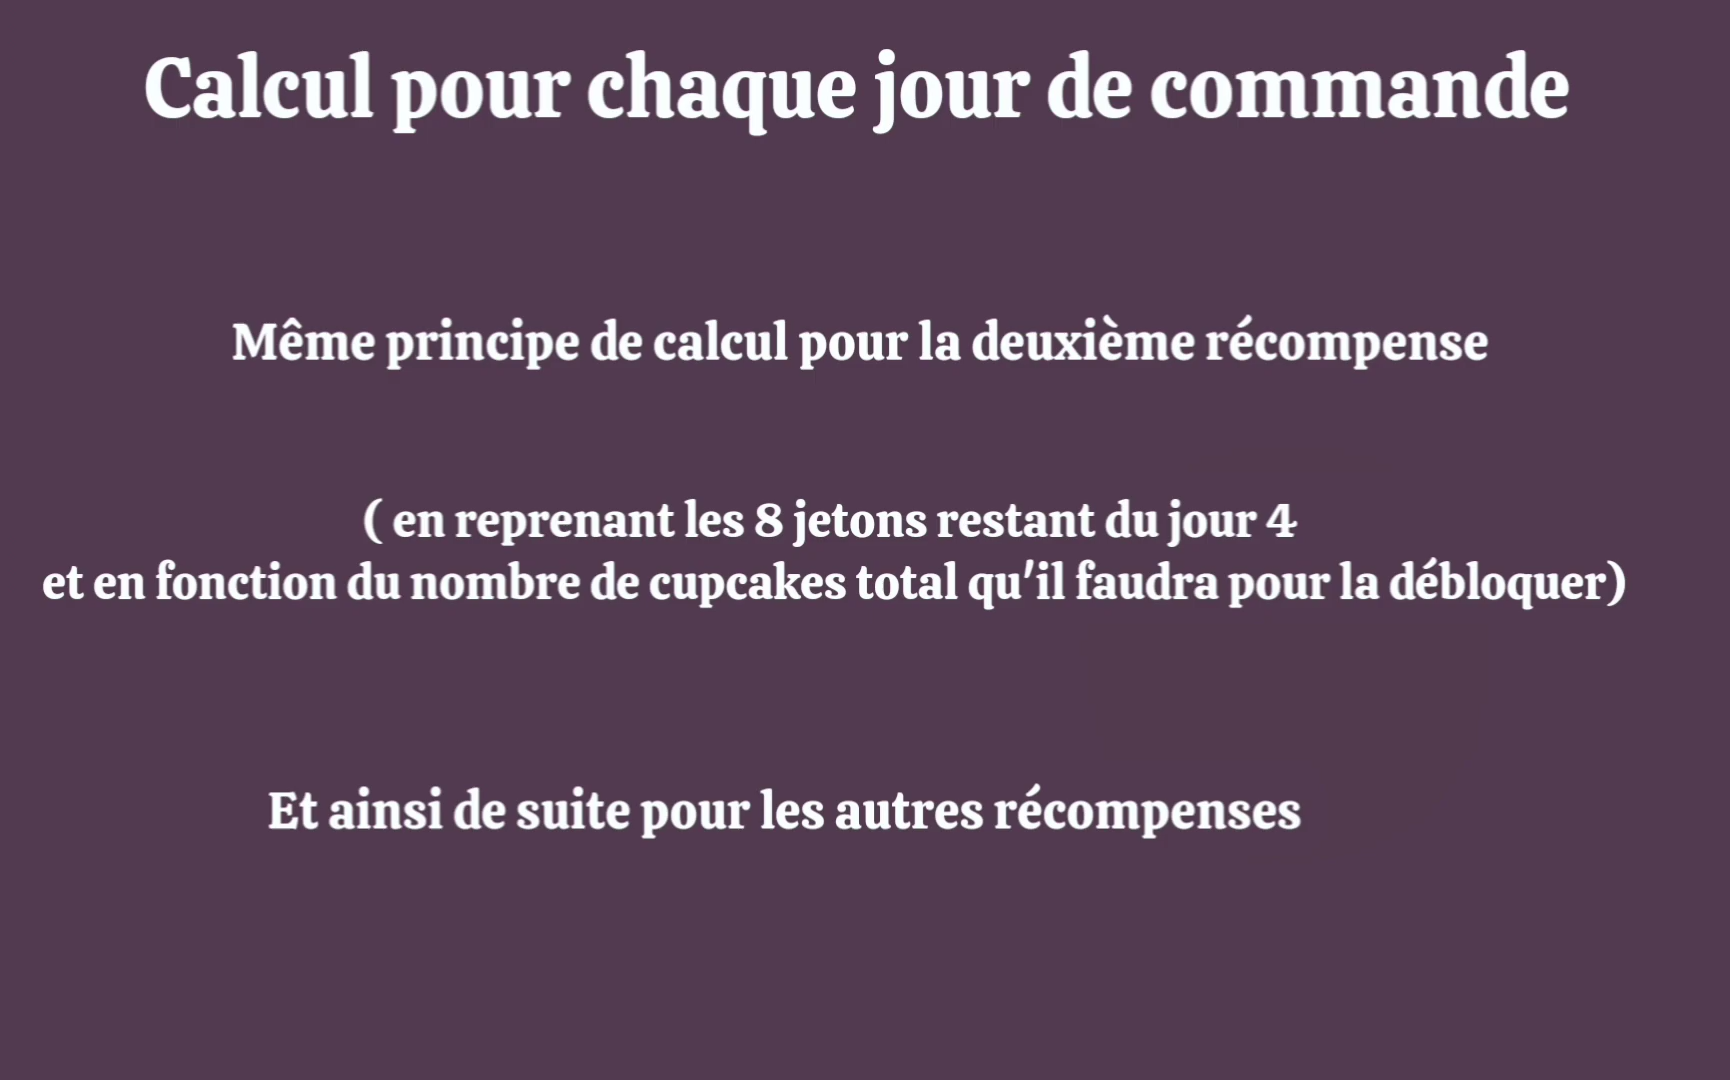 Calcul pour chaque jour de commande
Même principe de calcul pour la deuxième récompense
( en reprenant les 8 jetons restant du jour 4
et en fonction du nombre de cupcakes total qu'il faudra pour la débloquer)
Et ainsi de suite pour les autres récompenses